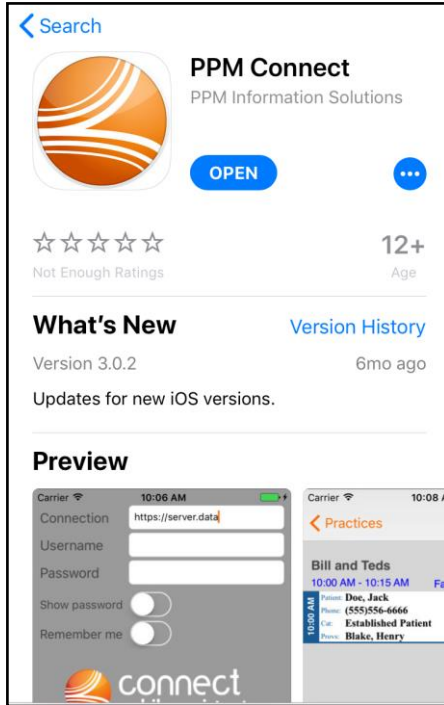 Search
PPM Connect
PPM Information Solutions
OPEN
12+
Not Enough Ratings
Age
What's New
Version History
Version 3.0.2
6mo ago
Updates for new iOS versions.
Preview
Carrier
10:06 AM
Connection
https://server.data
Username
Password
Show password
Remember me
connect
Carrier
10:08
Practices
Bill and Teds
10:00 AM - 10:15 AM
10:00 AM
Patient: Doe, Jack
Phone: (555)556-6666
Cat: Established Patient
Provs: Blake, Henry